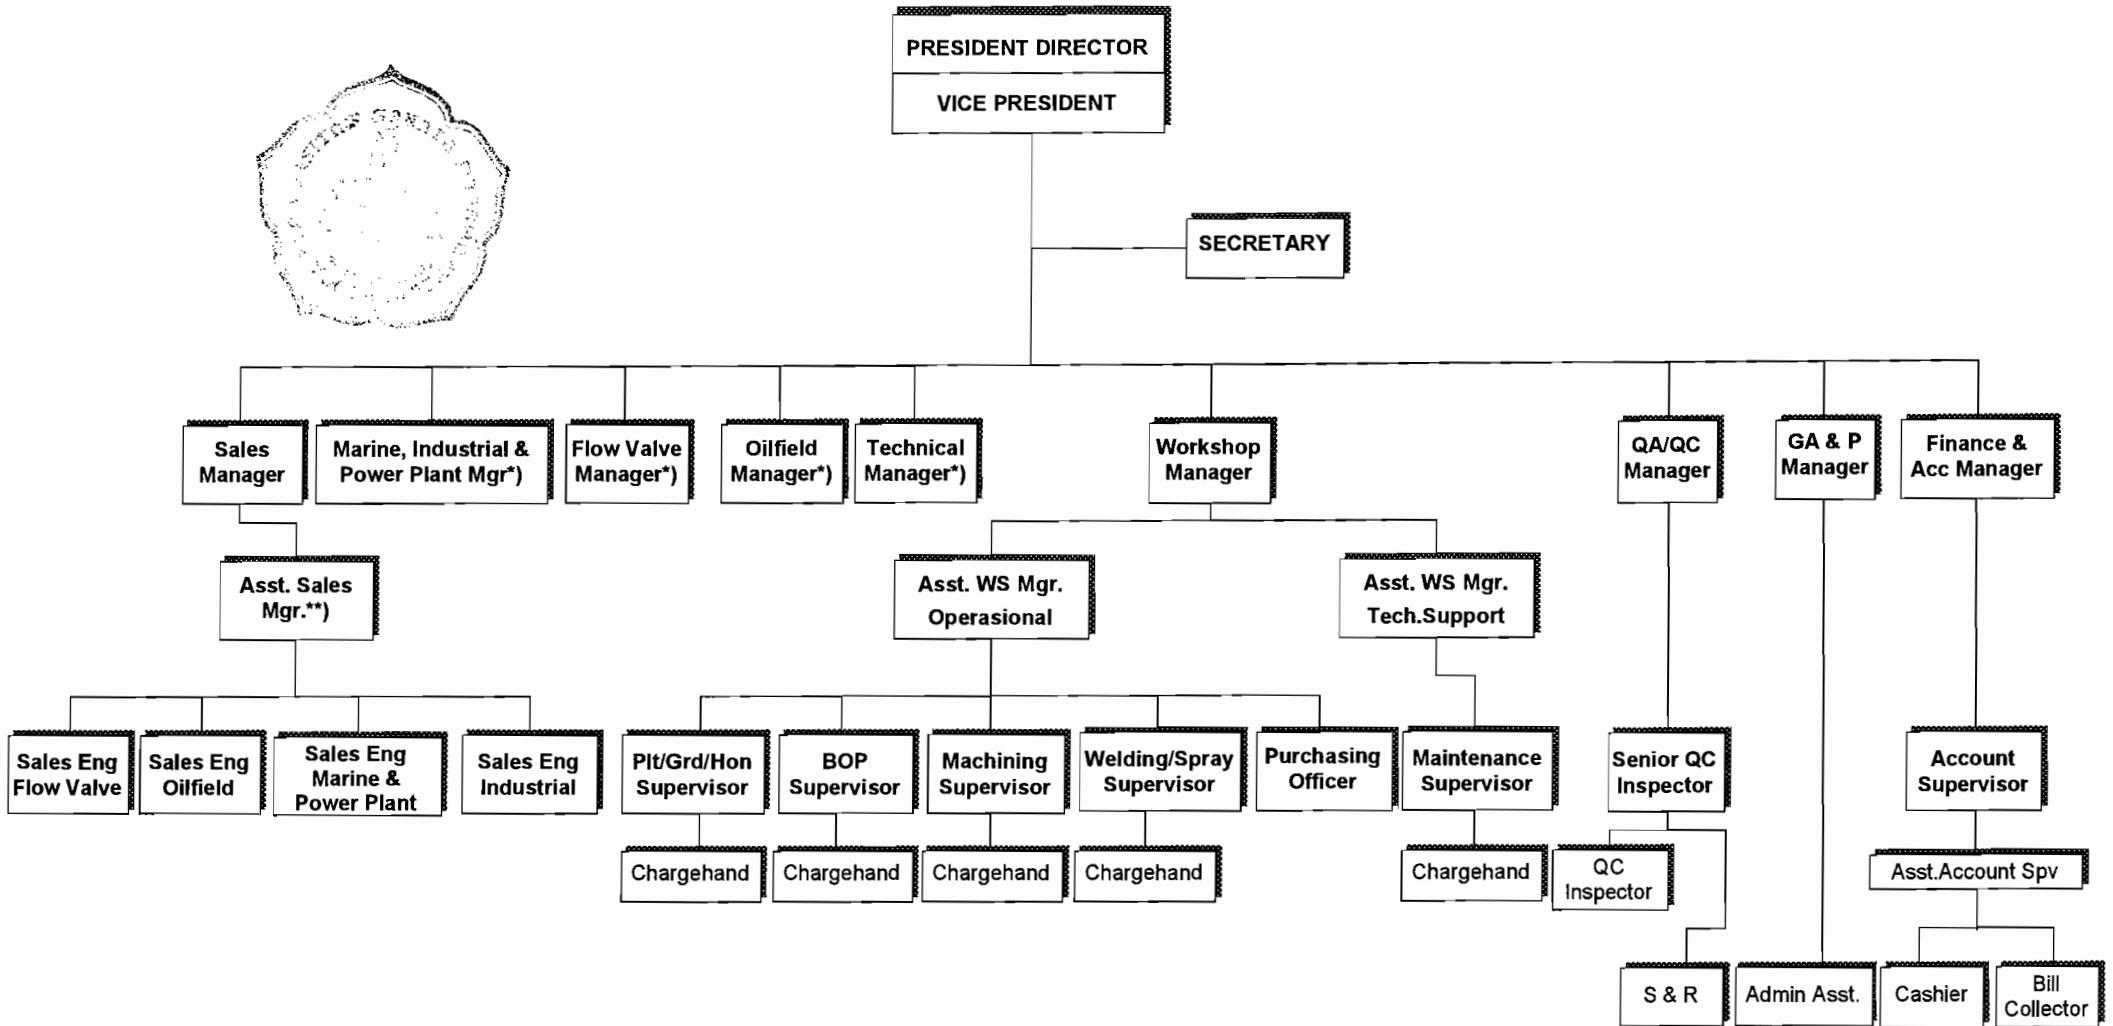 PRESIDENT DIRECTOR
VICE PRESIDENT
SECRETARY
Sales
Manager
Marine, Industrial &
Power Plant Mgr*)
Flow Valve
Manager*)
Oilfield
Manager*)
Technical
Manager*)
Workshop
Manager
QA/QC
Manager
GA & P
Manager
Finance &
Acc Manager
Asst. Sales
Mgr.**)
Asst. WS Mgr.
Operasional
Asst. WS Mgr.
Tech.Support
Sales Eng
Flow Valve
Sales Eng
Oilfield
Sales Eng
Marine &
Power Plant
Sales Eng
Industrial
Plt/Grd/Hon
Supervisor
BOP
Supervisor
Machining
Supervisor
Welding/Spray
Supervisor
Purchasing
Officer
Maintenance
Supervisor
Senior QC
Inspector
Account
Supervisor
Chargehand
Chargehand
Chargehand
Chargehand
Chargehand
QC
Inspector
Asst.Account Spv
S & R
Admin Asst.
Cashier
Bill
Collector